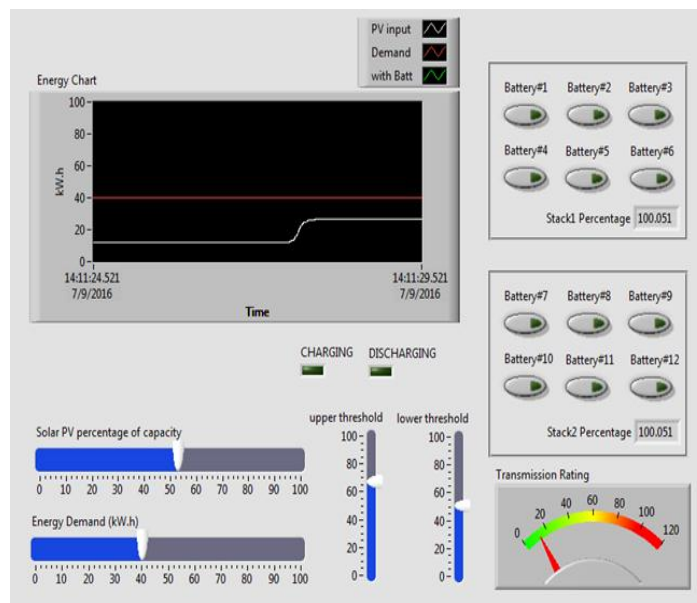 PV input
Demand
with Batt
Energy Chart
100
80
60
40
20
0
kW.h
14:11:24.521
7/9/2016
14:11:29.521
7/9/2016
Time
Battery#1 Battery#2 Battery#3
Battery#4 Battery#5 Battery#6
Stack1 Percentage 100.051
Battery#7 Battery#8 Battery#9
Battery#10 Battery#11 Battery#12
Stack2 Percentage 100.051
CHARGING DISCHARGING
Solar PV percentage of capacity
0 10 20 30 40 50 60 70 80 90 100
Energy Demand (kW.h)
0 10 20 30 40 50 60 70 80 90 100
upper threshold
100
80
60
40
20
0
lower threshold
100
80
60
40
20
0
Transmission Rating
0 20 40 60 80 100 120